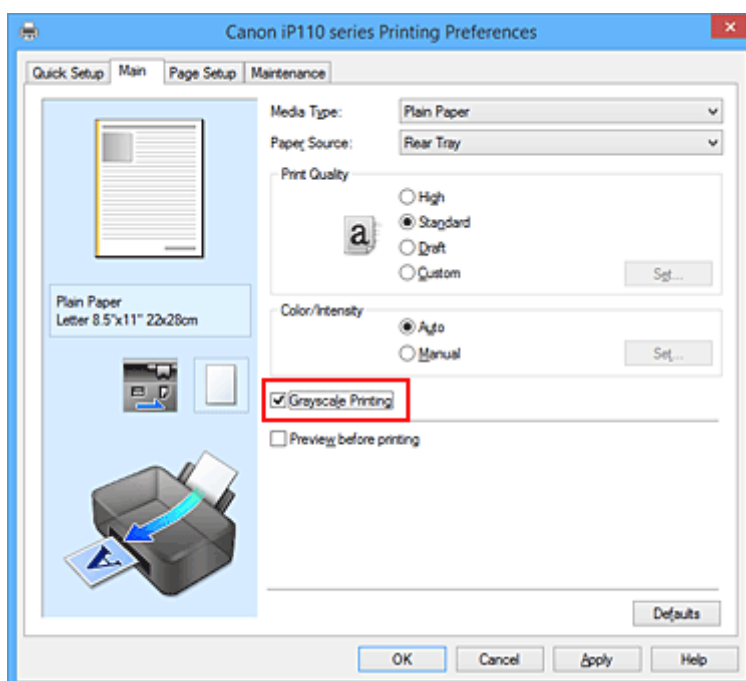 Canon iP110 series Printing Preferences
Quick Setup Main Page Setup Maintenance
Media Type: Plain Paper
Paper Source: Rear Tray
Print Quality
High
a Standard
Draft
Custom Set...
Plain Paper
Letter 8.5"x11" 22x28cm
Color/Intensity
Auto
Manual Set...
Grayscale Printing
Preview before printing
A
Defaults
OK Cancel Apply Help